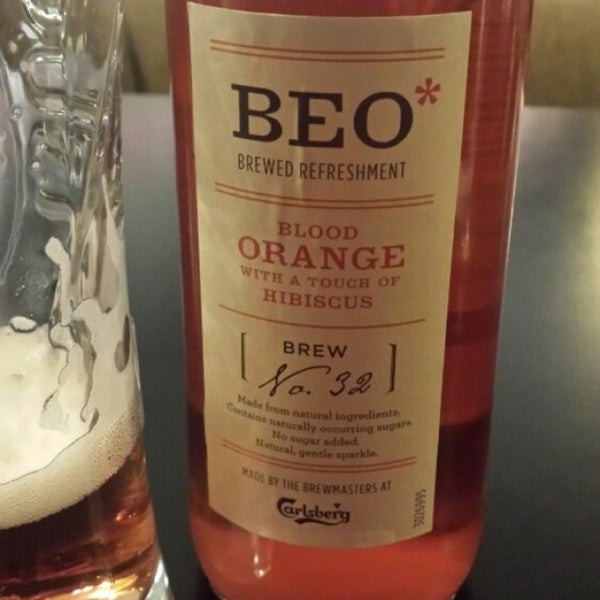 BEO*
BREWED REFRESHMENT
BLOOD
ORANGE
WITH A TOUCH OF
HIBISCUS
[ BREW
No. 32 ]
Made from natural ingredients.
Contains naturally occurring sugars.
No sugar added.
Natural, gentle sparkle.
MADE BY THE BREWMASTERS AT
Carlsberg
3026995